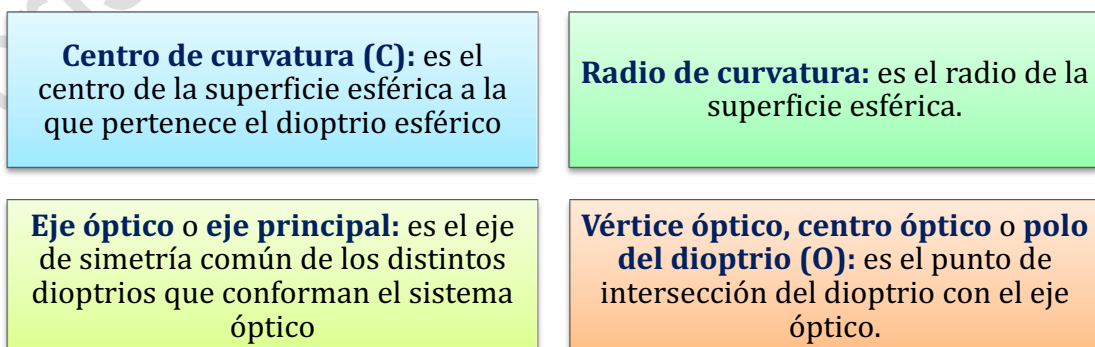 Centro de curvatura (C): es el
centro de la superficie esférica a la
que pertenece el dioptrio esférico
Radio de curvatura: es el radio de la
superficie esférica.
Eje óptico o eje principal: es el eje
de simetría común de los distintos
dioptrios que conforman el sistema
óptico
Vértice óptico, centro óptico o polo
del dioptrio (O): es el punto de
intersección del dioptrio con el eje
óptico.